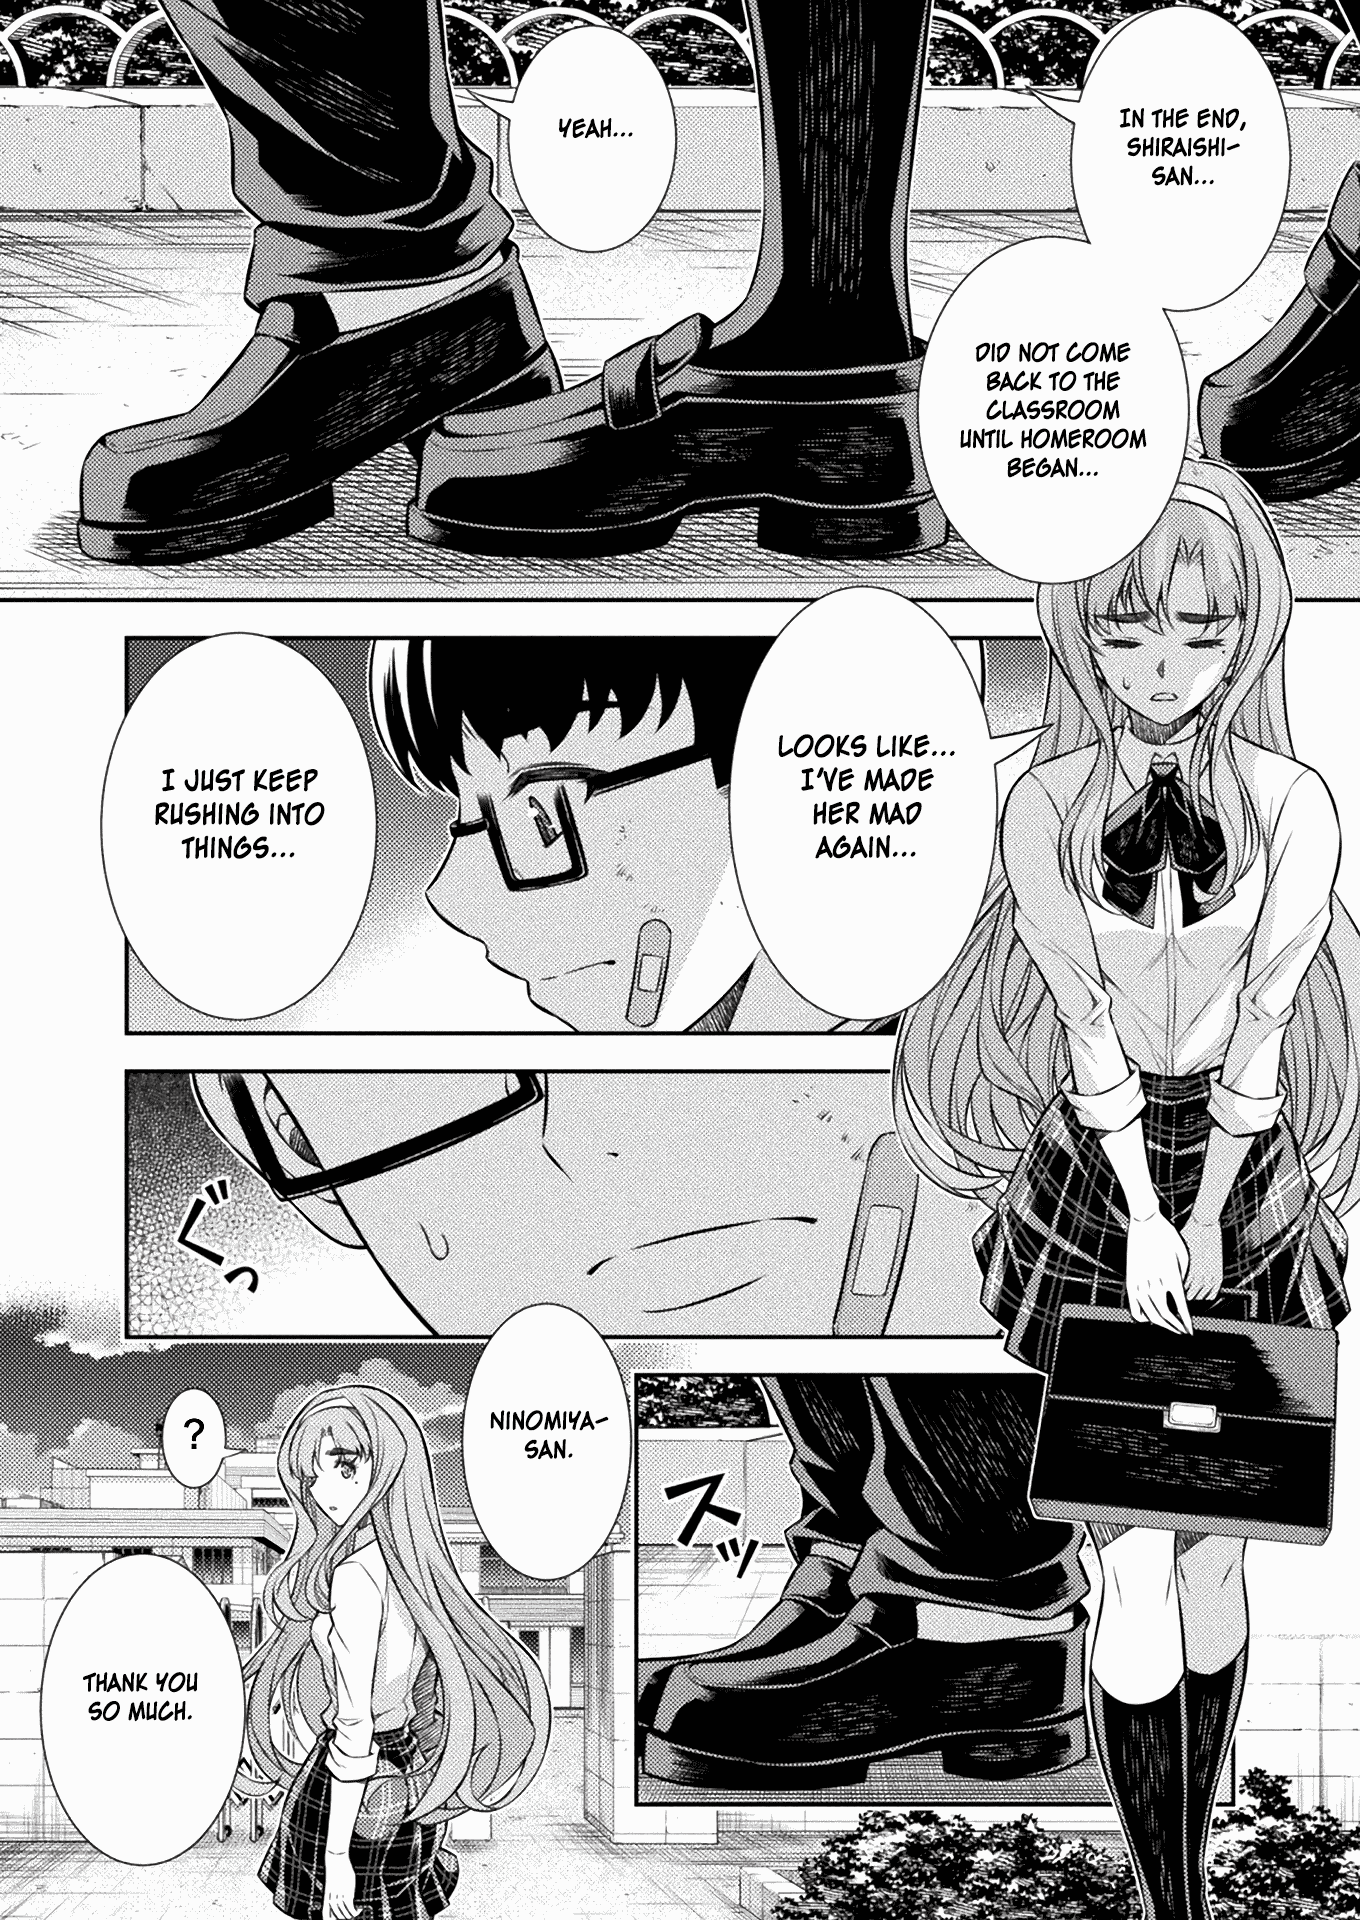 IN THE END,
SHIRAISHI-
SAN...
YEAH...
DID NOT COME
BACK TO THE
CLASSROOM
UNTIL HOMEROOM
BEGAN...
LOOKS LIKE...
I'VE MADE
HER MAD
AGAIN...
I JUST KEEP
RUSHING INTO
THINGS...
ぐっ
スッ
NINOMIYA-
SAN.
?
THANK YOU
SO MUCH.